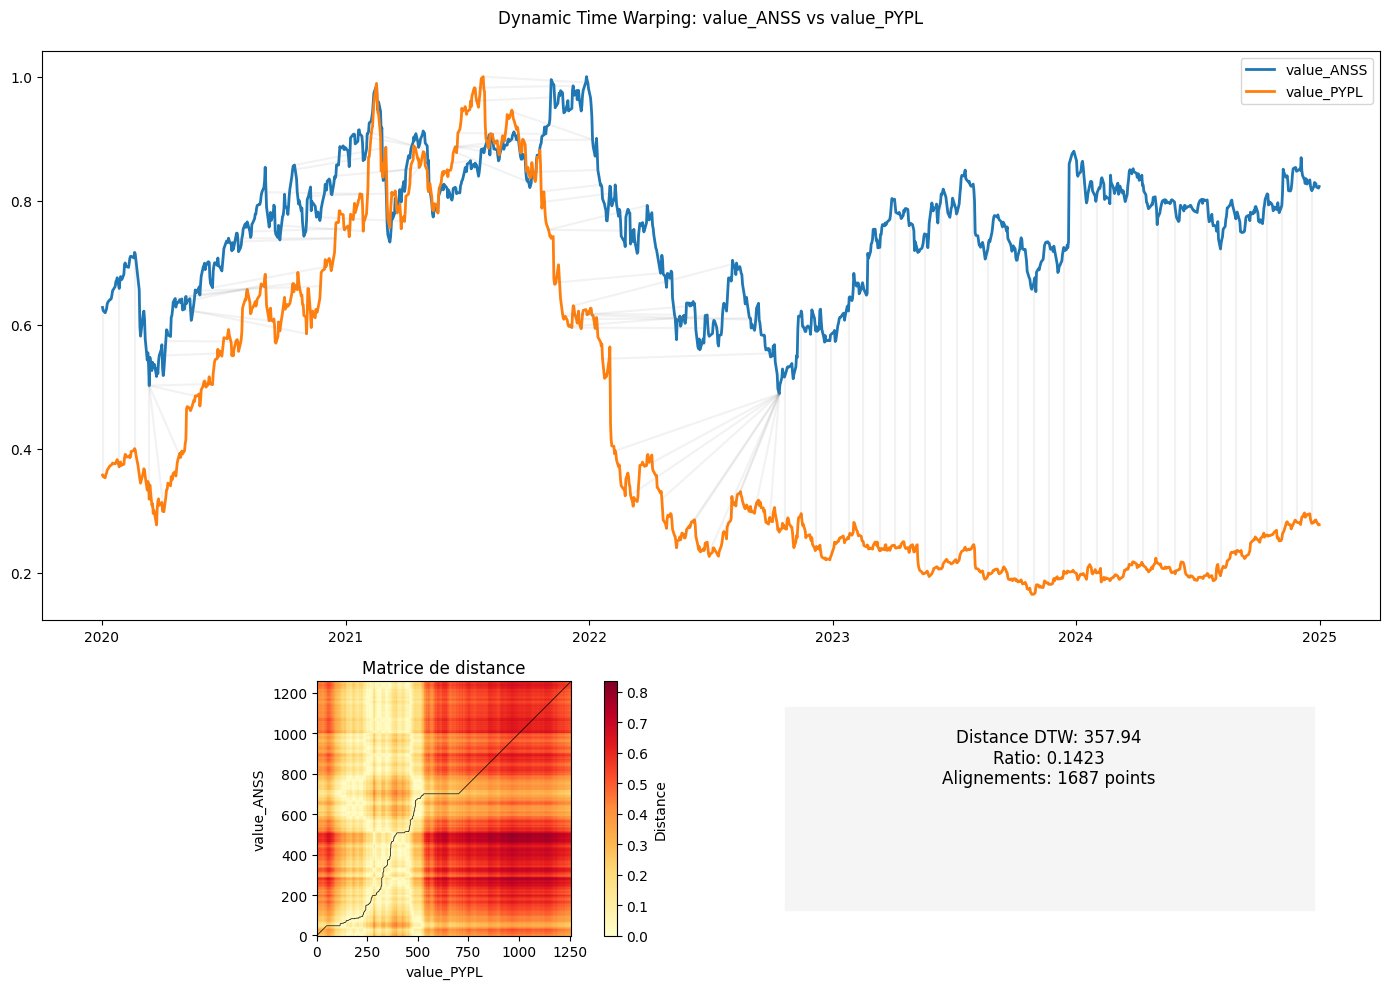 Dynamic Time Warping: value_ANSS vs value_PYPL
value_ANSS
value_PYPL
1.0
0.8
0.6
0.4
0.2
2020 2021 2022 2023 2024 2025
Matrice de distance
1200
1000
800
600
400
200
0
value_ANSS
0 250 500 750 1000 1250
value_PYPL
0.8
0.7
0.6
0.5
0.4
0.3
0.2
0.1
0.0
Distance
Distance DTW: 357.94
Ratio: 0.1423
Alignements: 1687 points